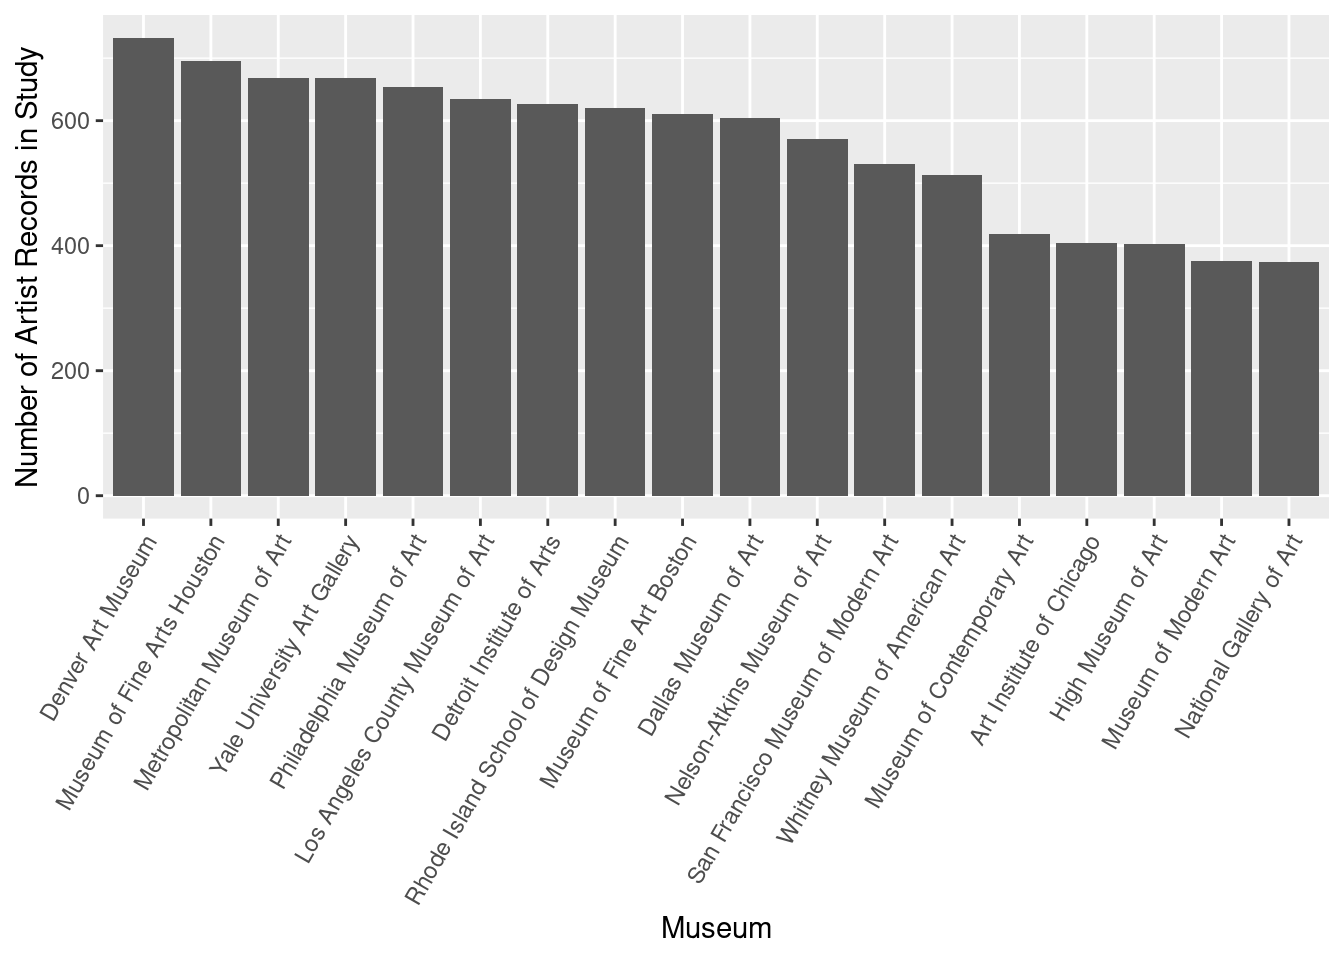 Number of Artist Records in Study
600
400
200
0
Denver Art Museum
Museum of Fine Arts Houston
Metropolitan Museum of Art
Yale University Art Gallery
Philadelphia Museum of Art
Los Angeles County Museum of Art
Detroit Institute of Arts
Rhode Island School of Design Museum
Museum of Fine Art Boston
Dallas Museum of Art
Nelson-Atkins Museum of Art
San Francisco Museum of Modern Art
Whitney Museum of American Art
Museum of Contemporary Art
Art Institute of Chicago
High Museum of Art
Museum of Modern Art
National Gallery of Art
Museum